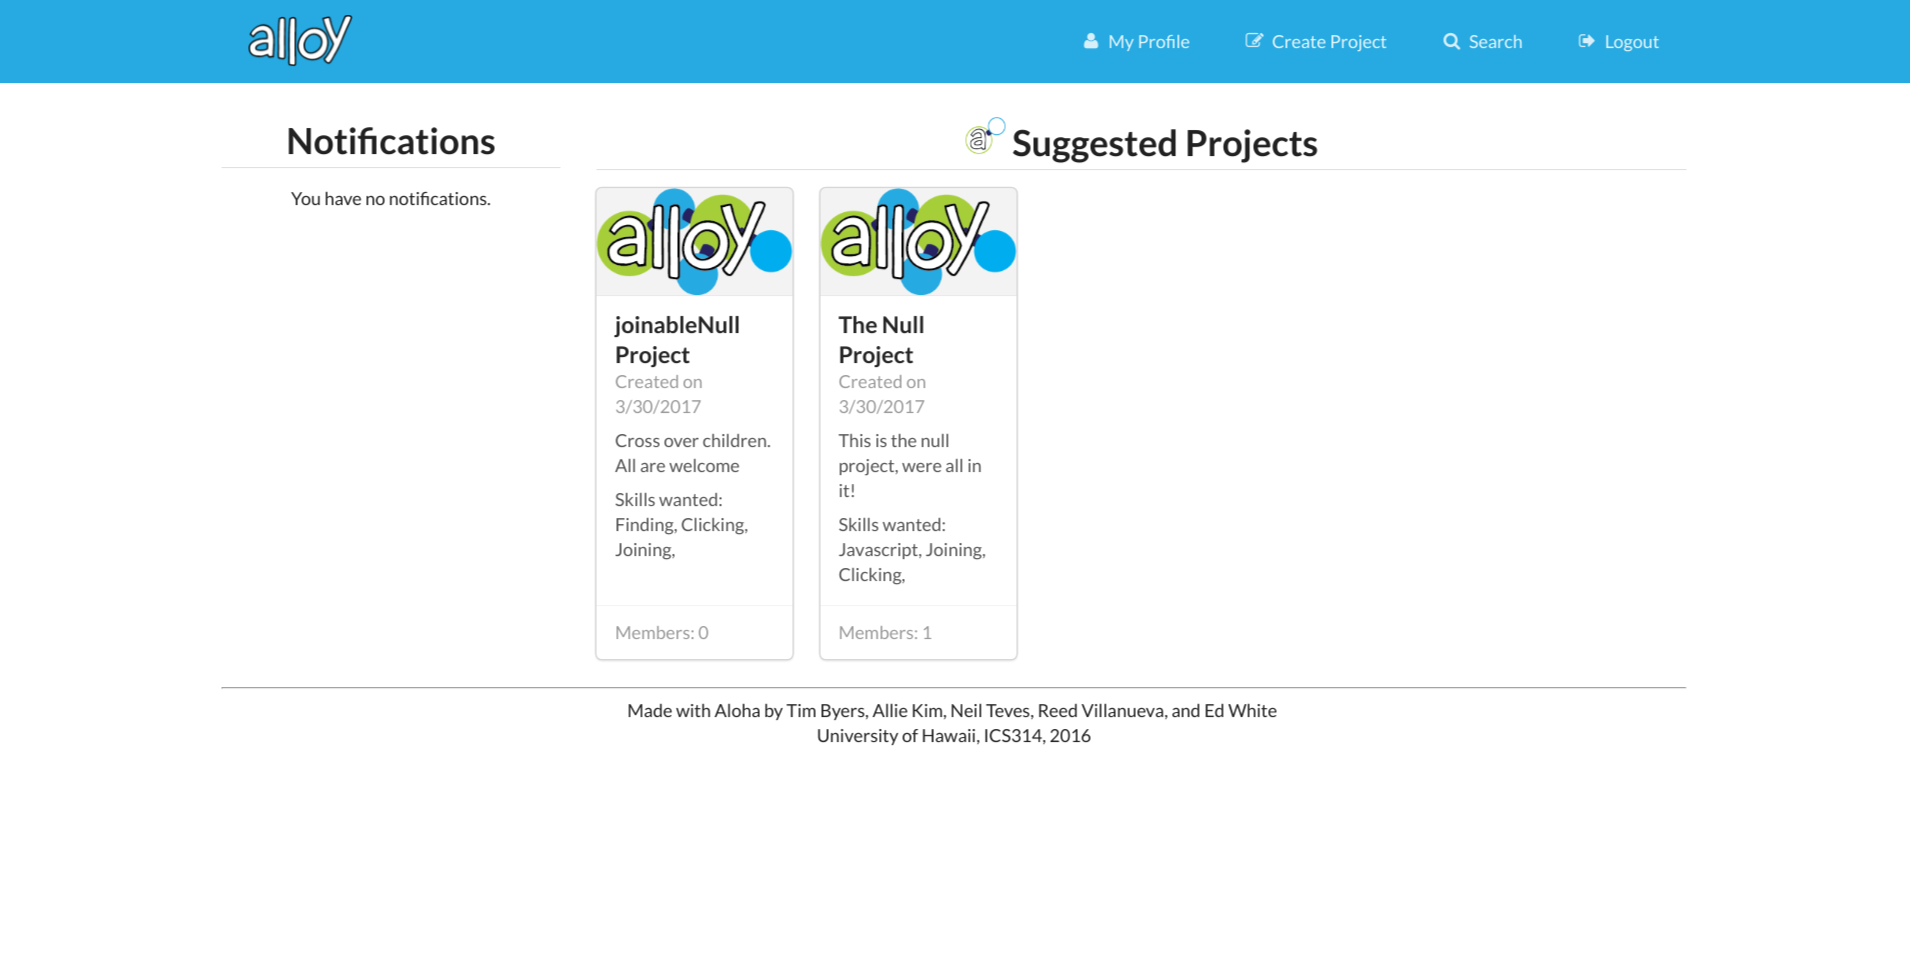 alloy
My Profile
Create Project
Search
Logout
Notifications
You have no notifications.
a Suggested Projects
alloy
joinableNull
Project
Created on
3/30/2017
Cross over children.
All are welcome
Skills wanted:
Finding, Clicking,
Joining,
Members: 0
alloy
The Null
Project
Created on
3/30/2017
This is the null
project, were all in
it!
Skills wanted:
Javascript, Joining,
Clicking,
Members: 1
Made with Aloha by Tim Byers, Allie Kim, Neil Teves, Reed Villanueva, and Ed White
University of Hawaii, ICS314, 2016